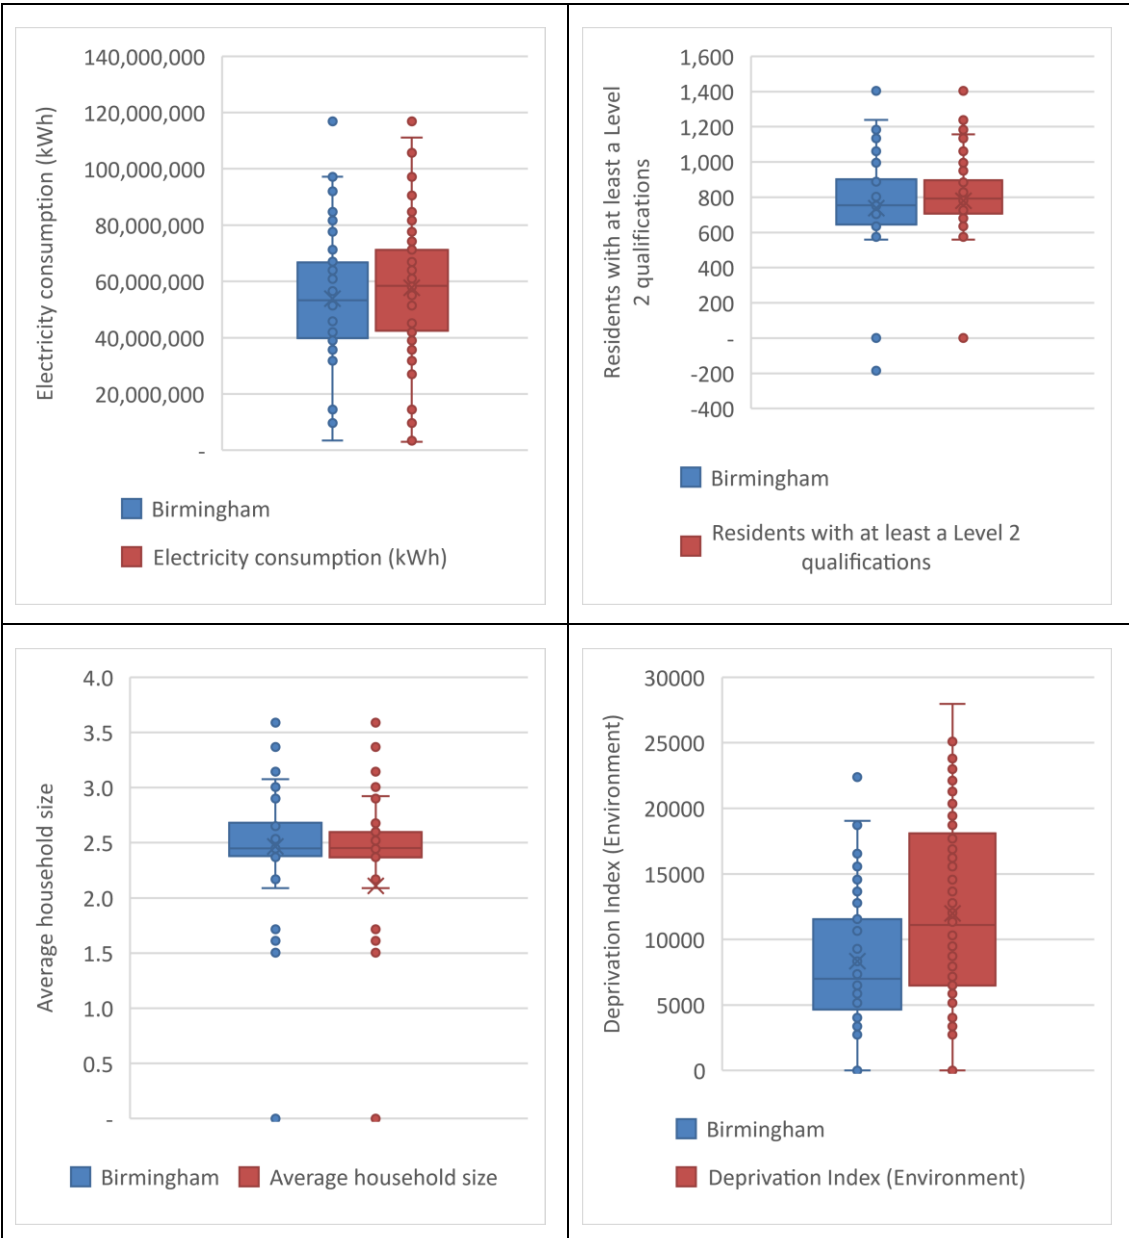 140,000,000
120,000,000
100,000,000
80,000,000
60,000,000
40,000,000
20,000,000
-
Electricity consumption (kWh)
Birmingham
Electricity consumption (kWh)
1,600
1,400
1,200
1,000
800
600
400
200
-
-200
-400
Residents with at least a Level
2 qualifications
Birmingham
Residents with at least a Level 2
qualifications
4.0
3.5
3.0
2.5
2.0
1.5
1.0
0.5
-
Average household size
Birmingham
Average household size
30000
25000
20000
15000
10000
5000
0
Deprivation Index (Environment)
Birmingham
Deprivation Index (Environment)